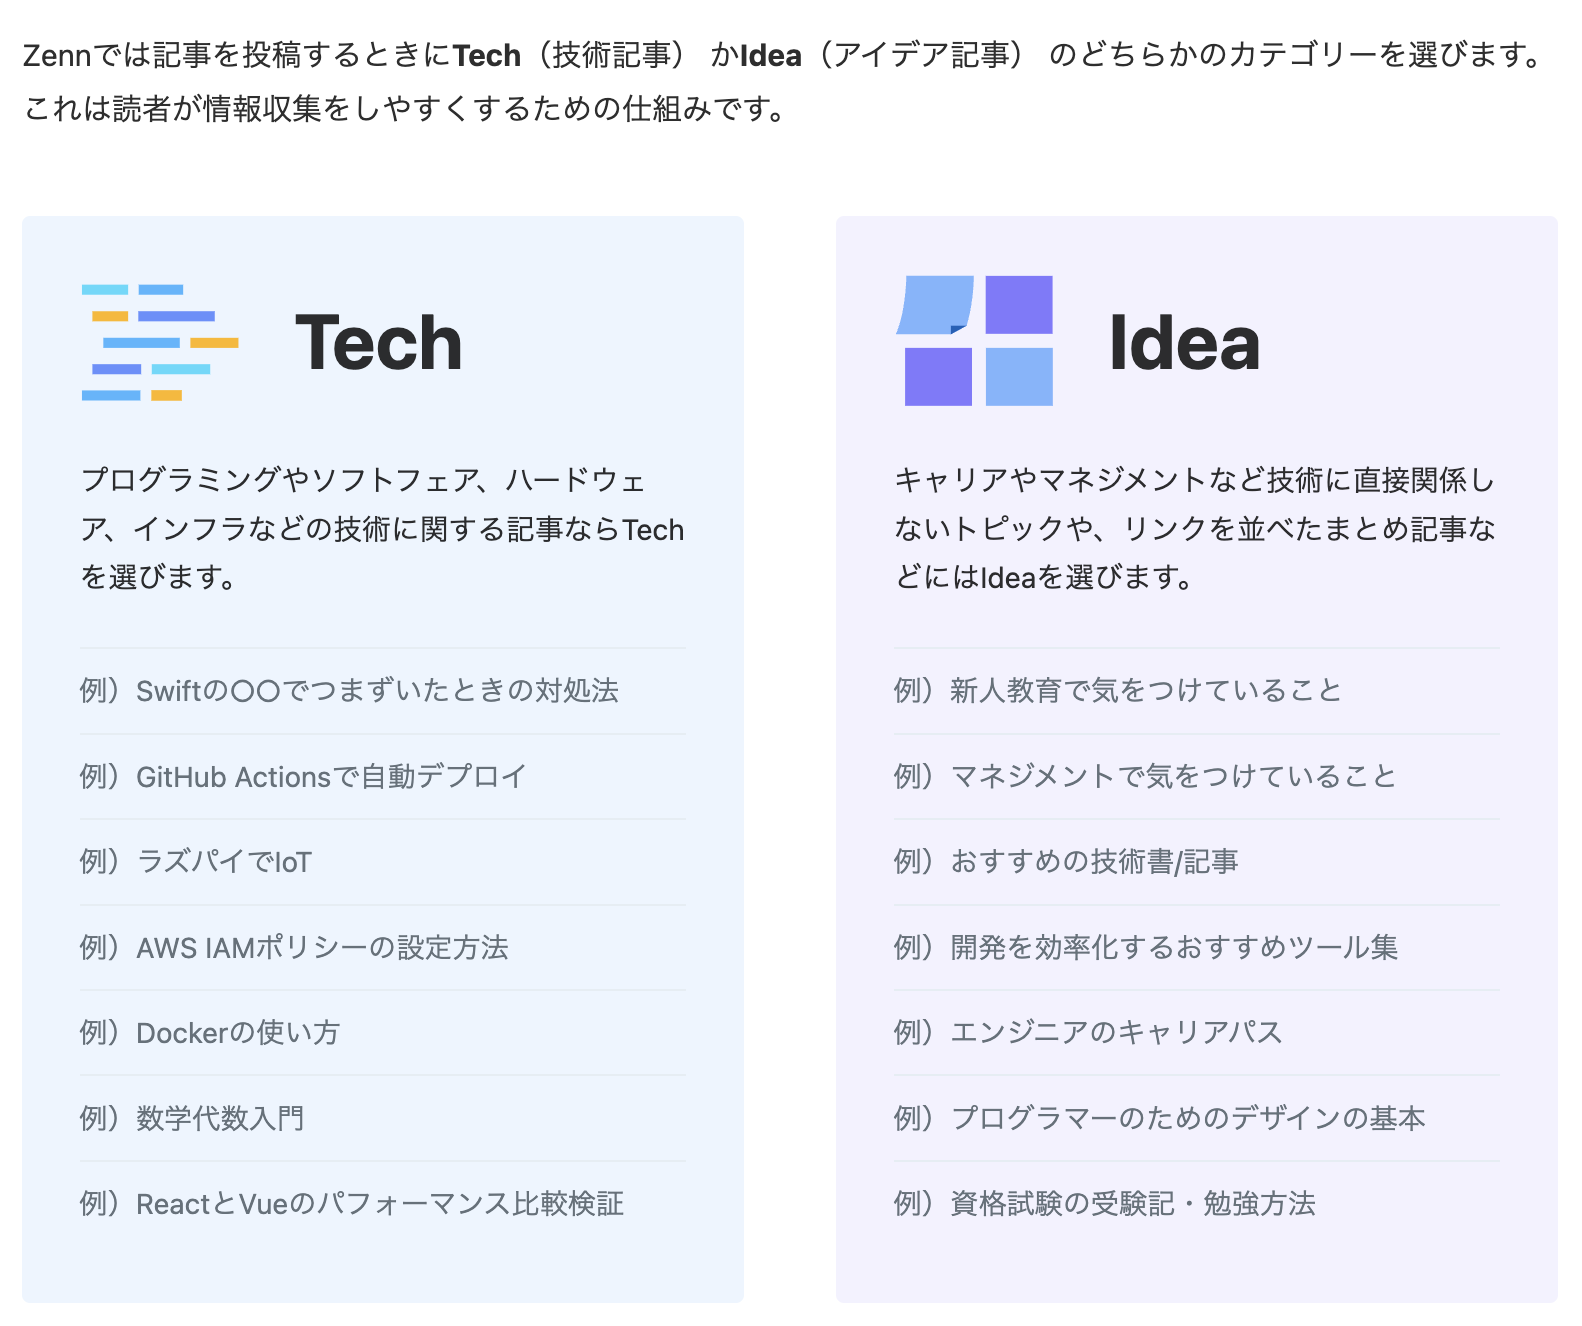 Zennでは記事を投稿するときにTech（技術記事） かIdea（アイデア記事） のどちらかのカテゴリーを選びます。
これは読者が情報収集をしやすくするための仕組みです。
Tech
プログラミングやソフトフェア、ハードウェ
ア、インフラなどの技術に関する記事ならTech
を選びます。
例）Swiftの〇〇でつまずいたときの対処法
例）GitHub Actionsで自動デプロイ
例）ラズパイでIoT
例）AWS IAMポリシーの設定方法
例）Dockerの使い方
例）数学代数入門
例）ReactとVueのパフォーマンス比較検証
Idea
キャリアやマネジメントなど技術に直接関係し
ないトピックや、リンクを並べたまとめ記事な
どにはIdeaを選びます。
例）新人教育で気をつけていること
例）マネジメントで気をつけていること
例）おすすめの技術書/記事
例）開発を効率化するおすすめツール集
例）エンジニアのキャリアパス
例）プログラマーのためのデザインの基本
例）資格試験の受験記・勉強方法